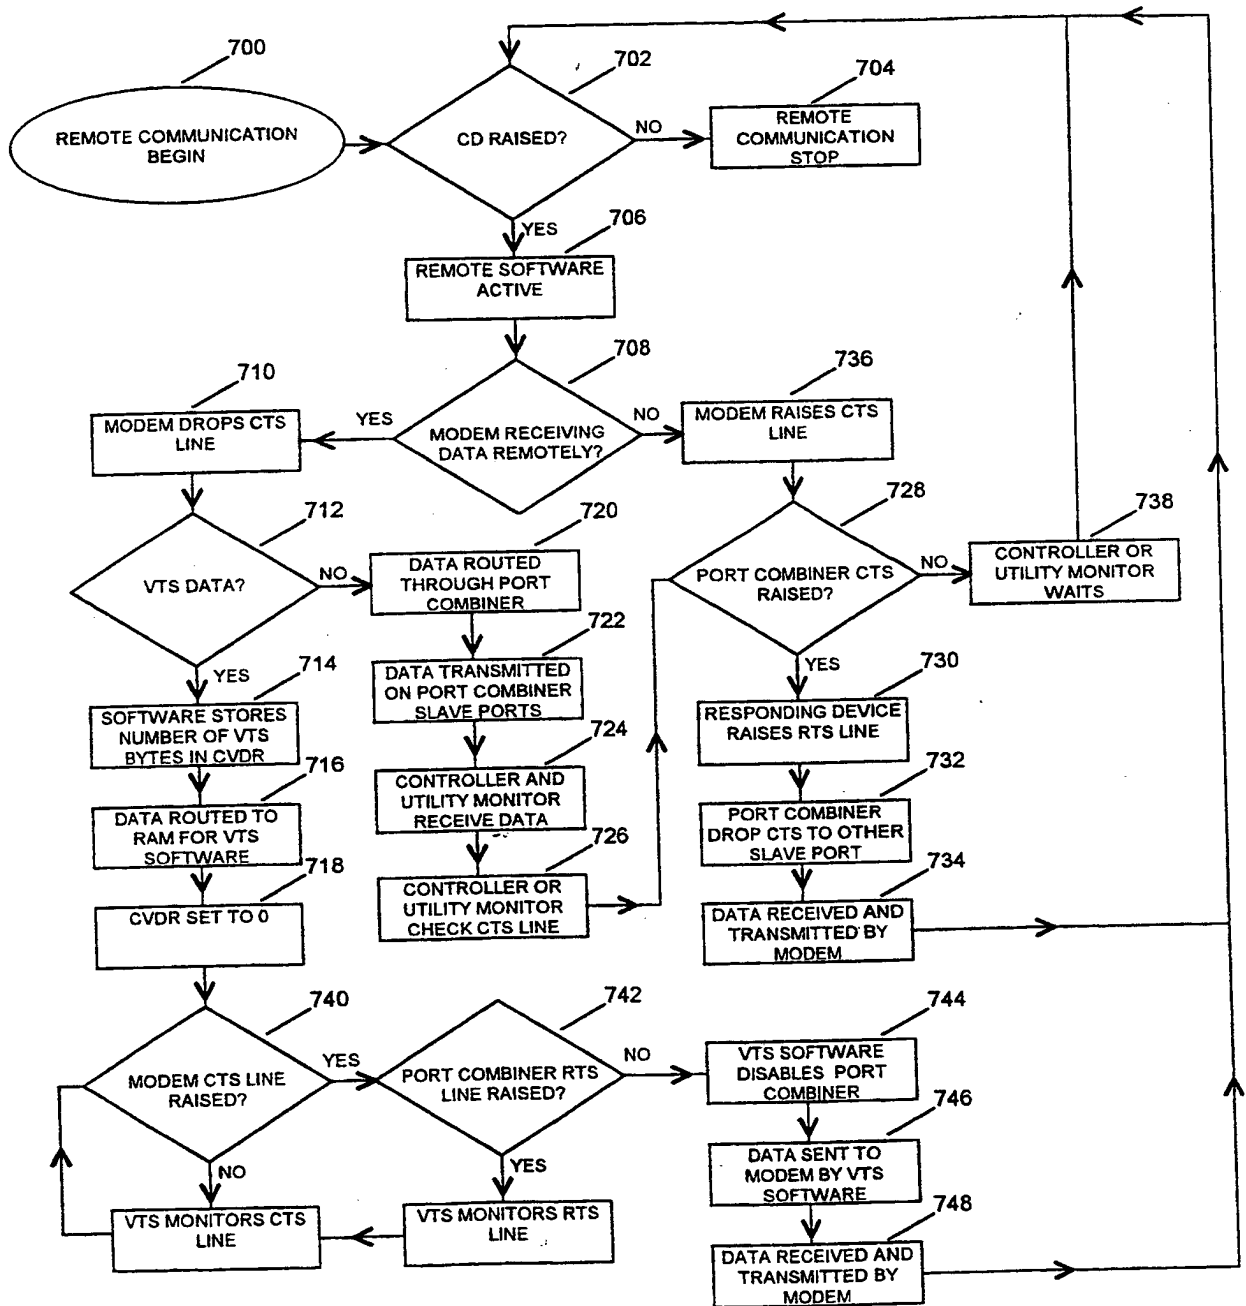 700
REMOTE COMMUNICATION
BEGIN
702
CD RAISED?
NO
704
REMOTE
COMMUNICATION
STOP
YES
706
REMOTE SOFTWARE
ACTIVE
708
MODEM RECEIVING
DATA REMOTELY?
YES
710
MODEM DROPS CTS
LINE
NO
736
MODEM RAISES CTS
LINE
712
VTS DATA?
NO
720
DATA ROUTED
THROUGH PORT
COMBINER
728
PORT COMBINER CTS
RAISED?
NO
738
CONTROLLER OR
UTILITY MONITOR
WAITS
YES
714
SOFTWARE STORES
NUMBER OF VTS
BYTES IN CVDR
722
DATA TRANSMITTED
ON PORT COMBINER
SLAVE PORTS
YES
730
RESPONDING DEVICE
RAISES RTS LINE
716
DATA ROUTED TO
RAM FOR VTS
SOFTWARE
724
CONTROLLER AND
UTILITY MONITOR
RECEIVE DATA
732
PORT COMBINER
DROP CTS TO OTHER
SLAVE PORT
718
CVDR SET TO 0
726
CONTROLLER OR
UTILITY MONITOR
CHECK CTS LINE
734
DATA RECEIVED AND
TRANSMITTED BY
MODEM
740
MODEM CTS LINE
RAISED?
YES
742
PORT COMBINER RTS
LINE RAISED?
NO
744
VTS SOFTWARE
DISABLES PORT
COMBINER
746
DATA SENT TO
MODEM BY VTS
SOFTWARE
NO
VTS MONITORS CTS
LINE
YES
VTS MONITORS RTS
LINE
748
DATA RECEIVED AND
TRANSMITTED BY
MODEM